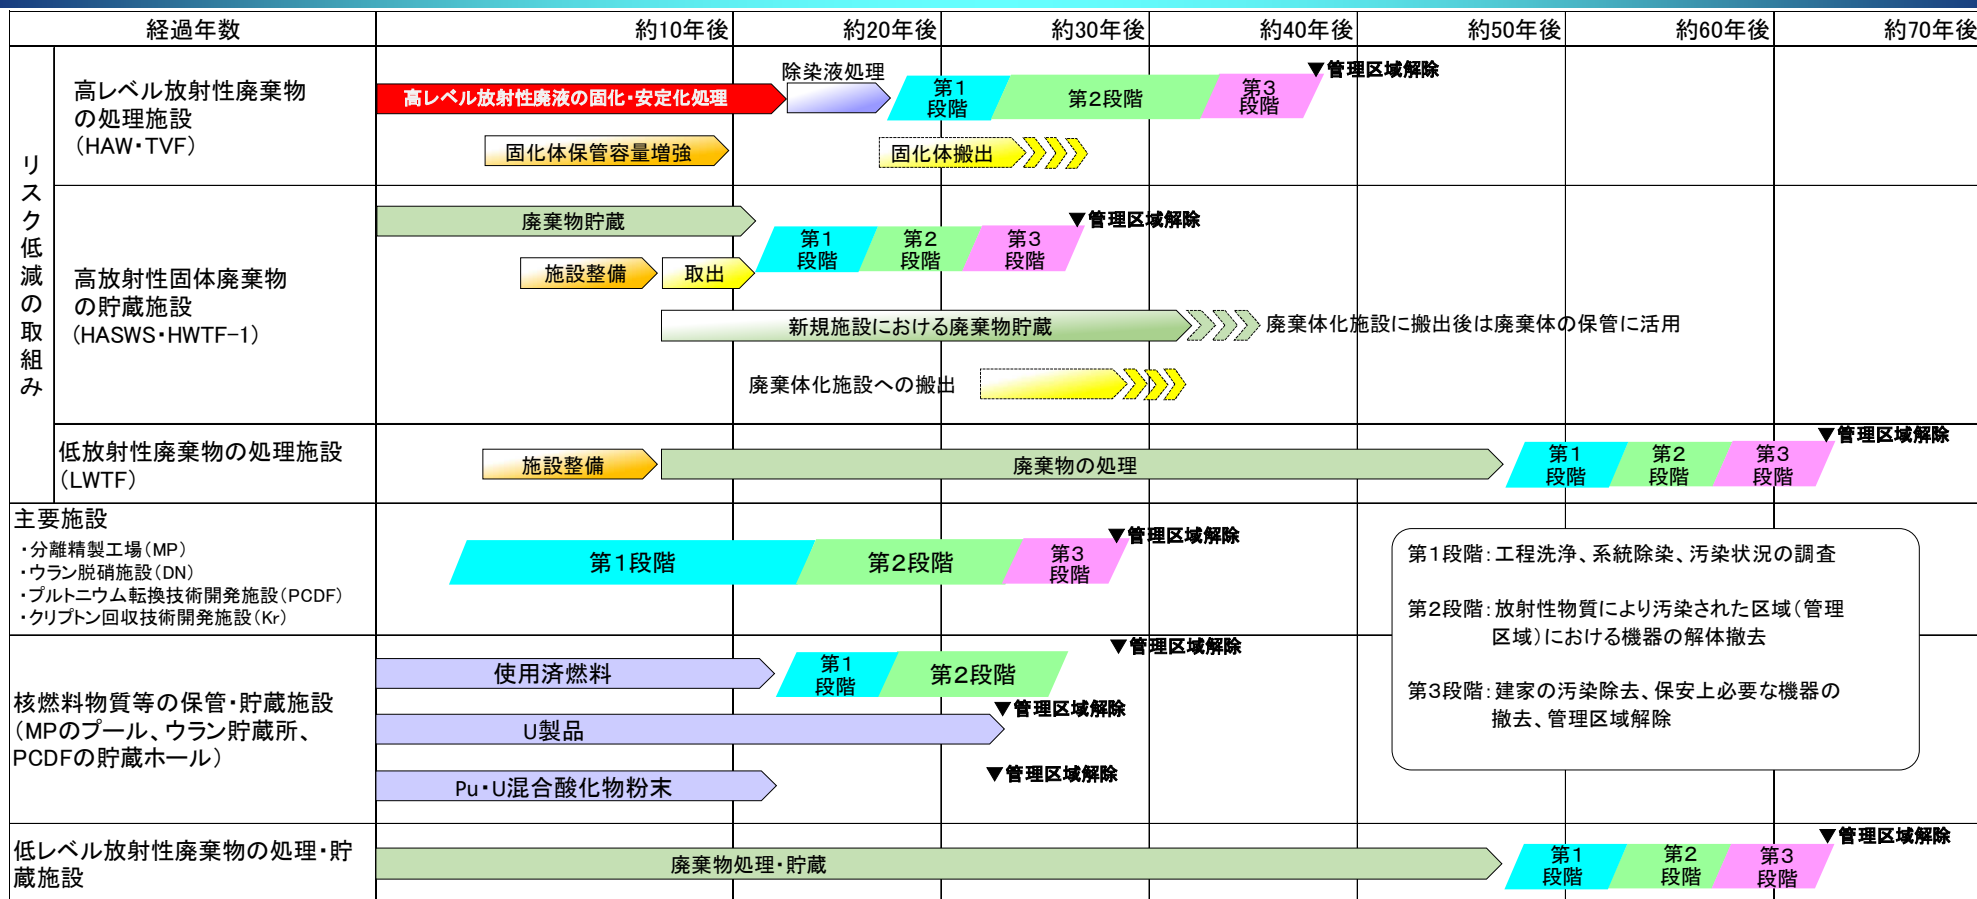 経過年数
約10年後
約20年後
約30年後
約40年後
約50年後
約60年後
約70年後
リスク低減の取組み
高レベル放射性廃棄物
の処理施設
(HAW・TVF)
高レベル放射性廃液の固化・安定化処理
除染液処理
第1
段階
第2段階
第3
段階
▼管理区域解除
固化体保管容量増強
固化体搬出
高放射性固体廃棄物
の貯蔵施設
(HASWS・HWTF-1)
廃棄物貯蔵
第1
段階
第2
段階
第3
段階
▼管理区域解除
施設整備
取出
新規施設における廃棄物貯蔵
廃棄体化施設に搬出後は廃棄体の保管に活用
廃棄体化施設への搬出
低放射性廃棄物の処理施設
(LWTF)
施設整備
廃棄物の処理
第1
段階
第2
段階
第3
段階
▼管理区域解除
主要施設
・分離精製工場(MP)
・ウラン脱硝施設(DN)
・プルトニウム転換技術開発施設(PCDF)
・クリプトン回収技術開発施設(Kr)
第1段階
第2段階
第3
段階
▼管理区域解除
第1段階:工程洗浄、系統除染、汚染状況の調査
第2段階:放射性物質により汚染された区域(管理
区域)における機器の解体撤去
第3段階:建家の汚染除去、保安上必要な機器の
撤去、管理区域解除
核燃料物質等の保管・貯蔵施設
(MPのプール、ウラン貯蔵所、
PCDFの貯蔵ホール)
使用済燃料
第1
段階
第2段階
▼管理区域解除
U製品
▼管理区域解除
Pu・U混合酸化物粉末
▼管理区域解除
低レベル放射性廃棄物の処理・貯
蔵施設
廃棄物処理・貯蔵
第1
段階
第2
段階
第3
段階
▼管理区域解除